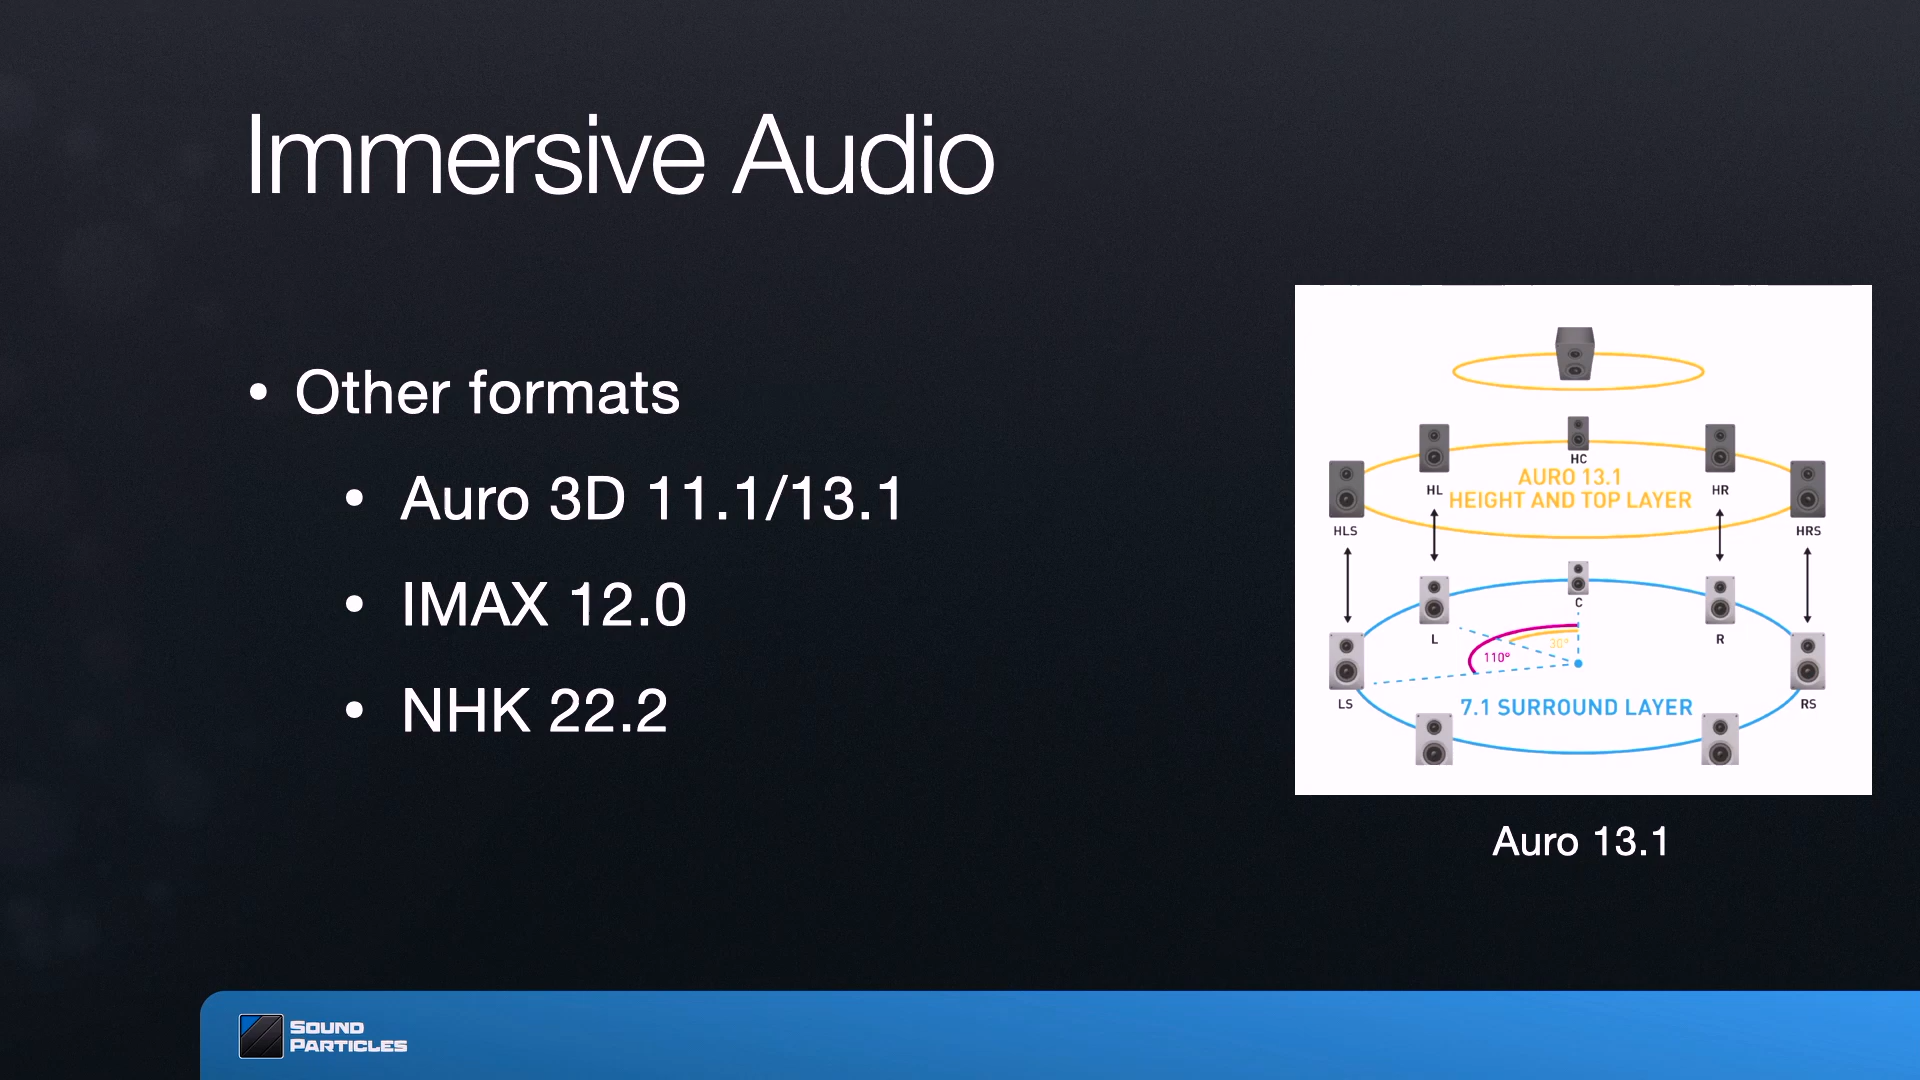 Immersive Audio
• Other formats
• Auro 3D 11.1/13.1
• IMAX 12.0
• NHK 22.2
HC
AURO 13.1
HL
HEIGHT AND TOP LAYER
HR
HLS
HRS
C
L
R
30°
110°
LS
7.1 SURROUND LAYER
RS
Auro 13.1
SOUND
PARTICLES